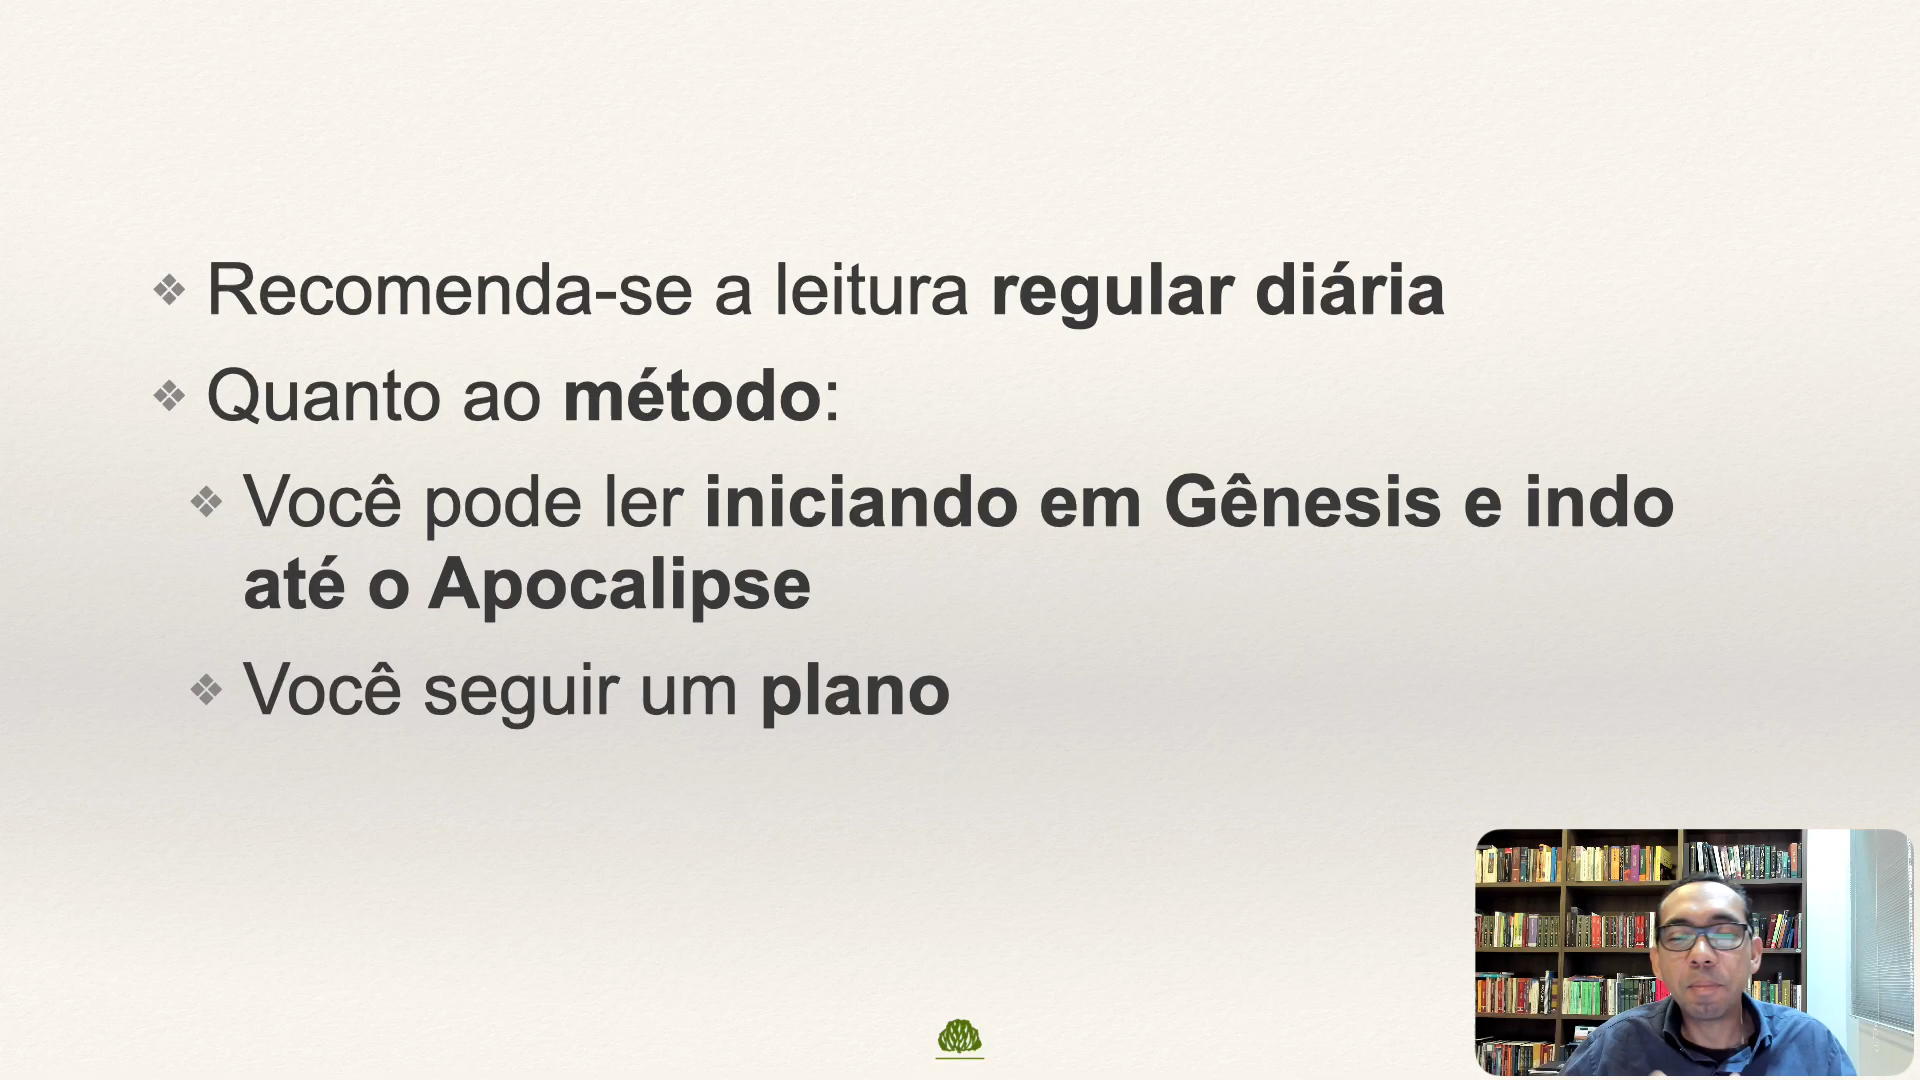 ❖ Recomenda-se a leitura regular diária
❖ Quanto ao método:
❖ Você pode ler iniciando em Gênesis e indo
até o Apocalipse
❖ Você seguir um plano